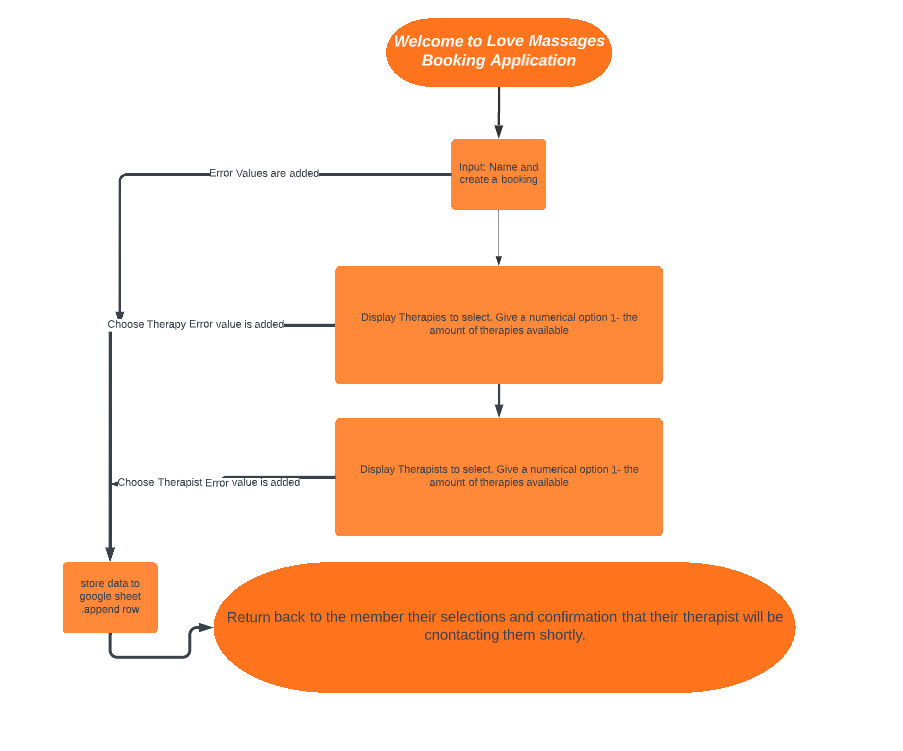 Welcome to Love Massages
Booking Application
Input: Name and
create a booking
Error Values are added
Display Therapies to select. Give a numerical option 1- the
amount of therapies available
Choose Therapy Error value is added
Display Therapists to select. Give a numerical option 1- the
amount of therapies available
Choose Therapist Error value is added
store data to
google sheet
.append row
Return back to the member their selections and confirmation that their therapist will be
cnontacting them shortly.